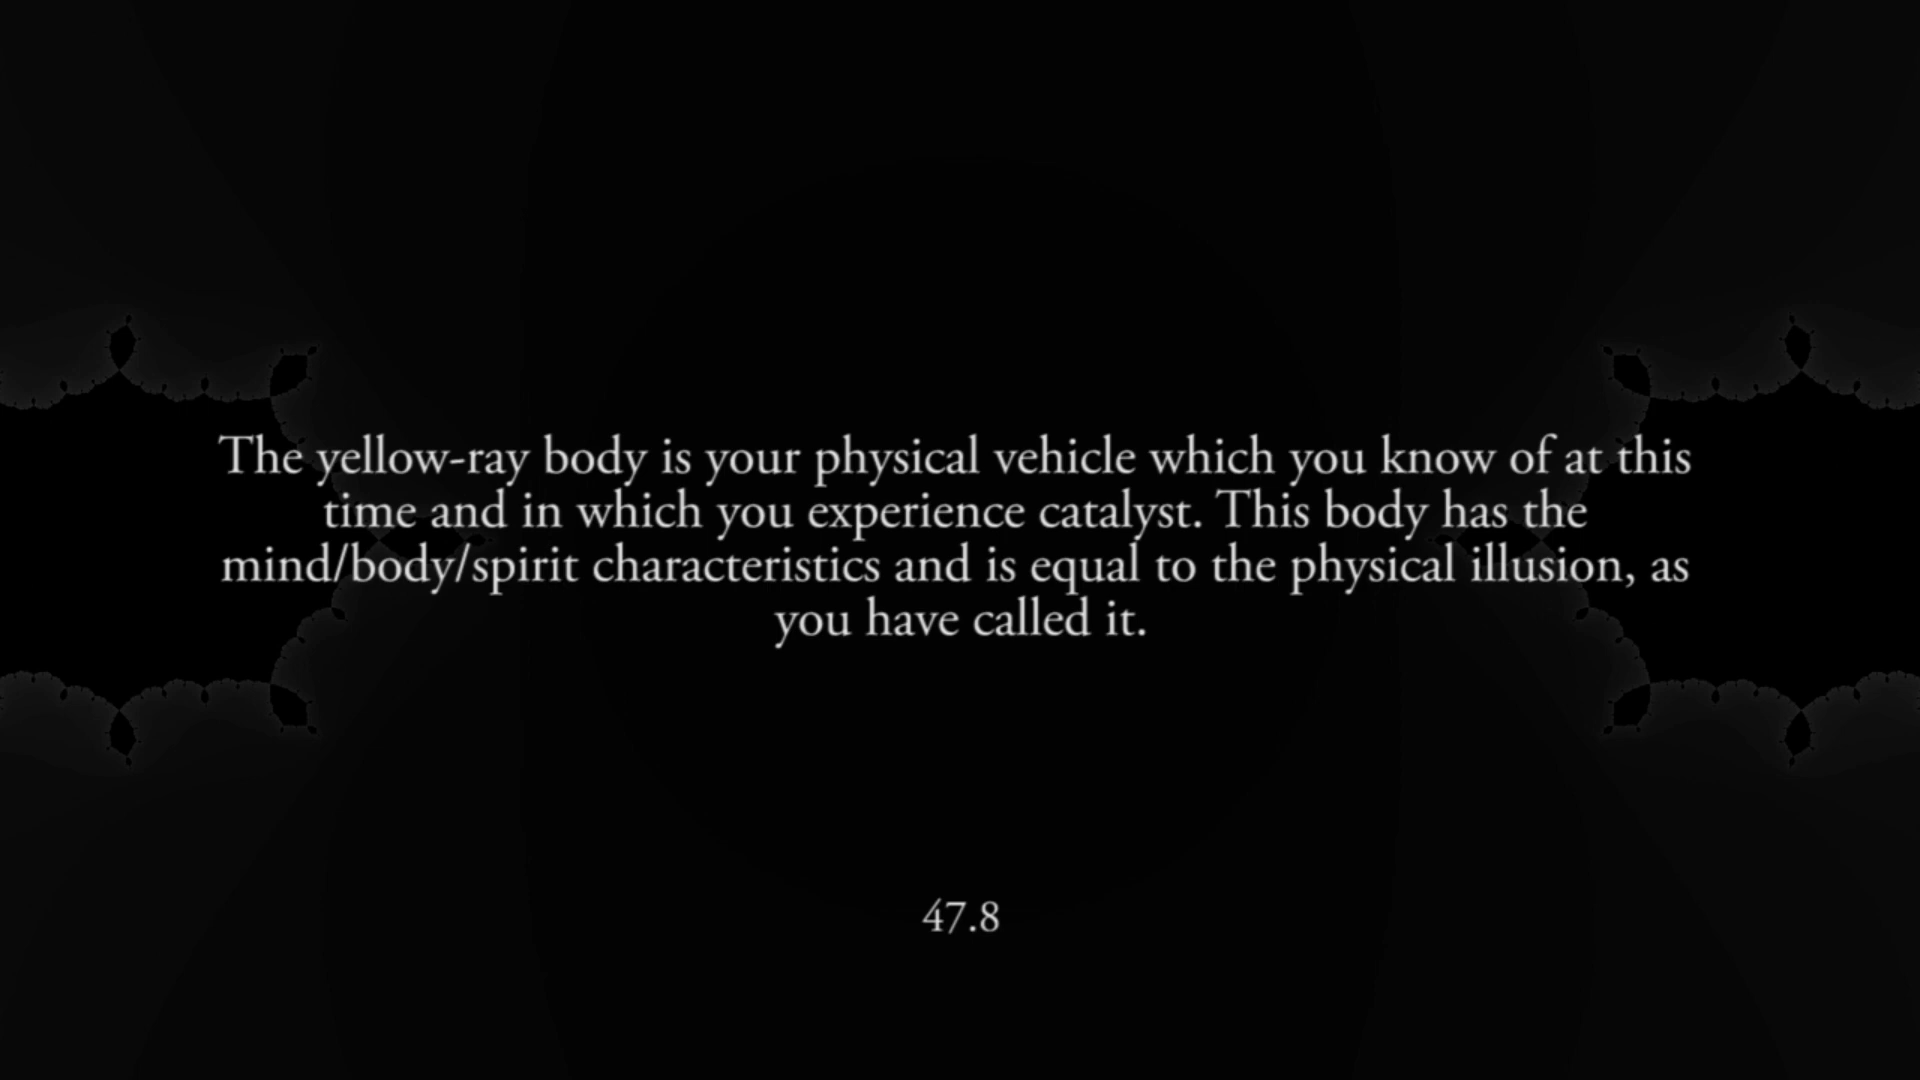 The yellow-ray body is your physical vehicle which you know of at this
time and in which you experience catalyst. This body has the
mind/body/spirit characteristics and is equal to the physical illusion, as
you have called it.
47.8